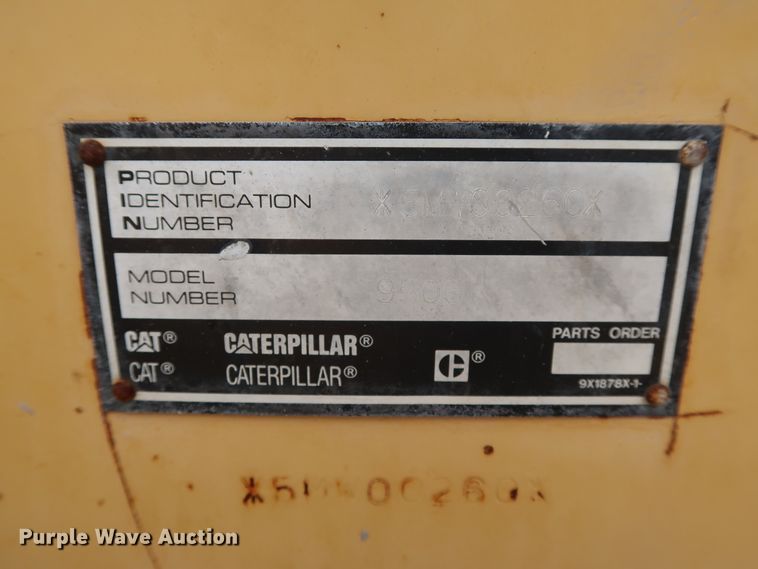 PRODUCT
IDENTIFICATION
NUMBER
MODEL
NUMBER
CAT® CATERPILLAR®
CAT® CATERPILLAR®
C®
PARTS ORDER
9X1878X-1-
Purple Wave Auction